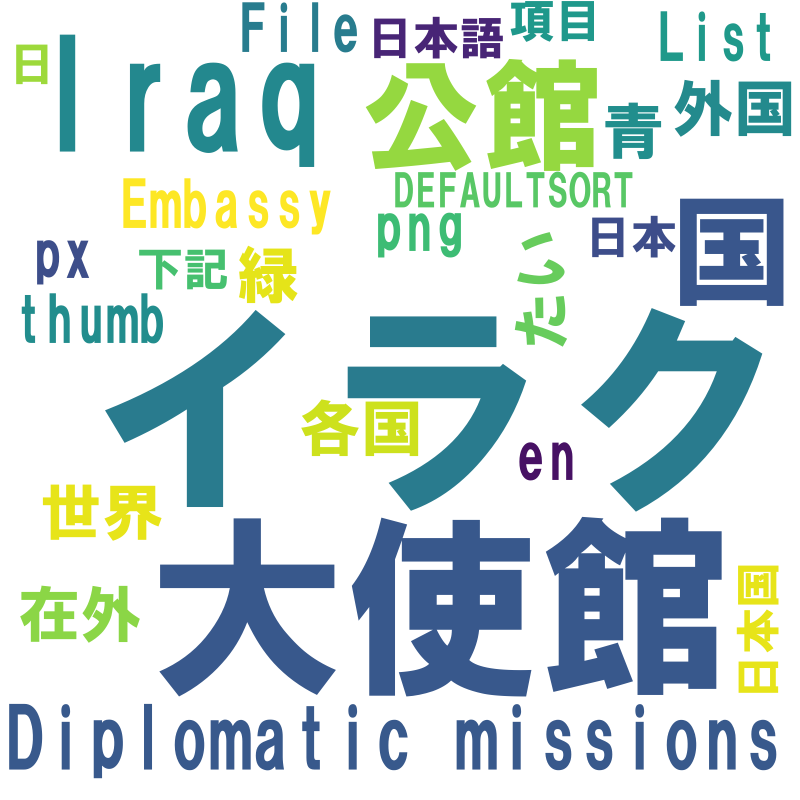 File
日本語
項目
List
日
Iraq
公館
青
外国
Embassy
DEFAULTSORT
png
日本
国
px
下記
緑
たい
thumb
イラク
各国
en
世界
大使館
在外
日本国
Diplomatic missions